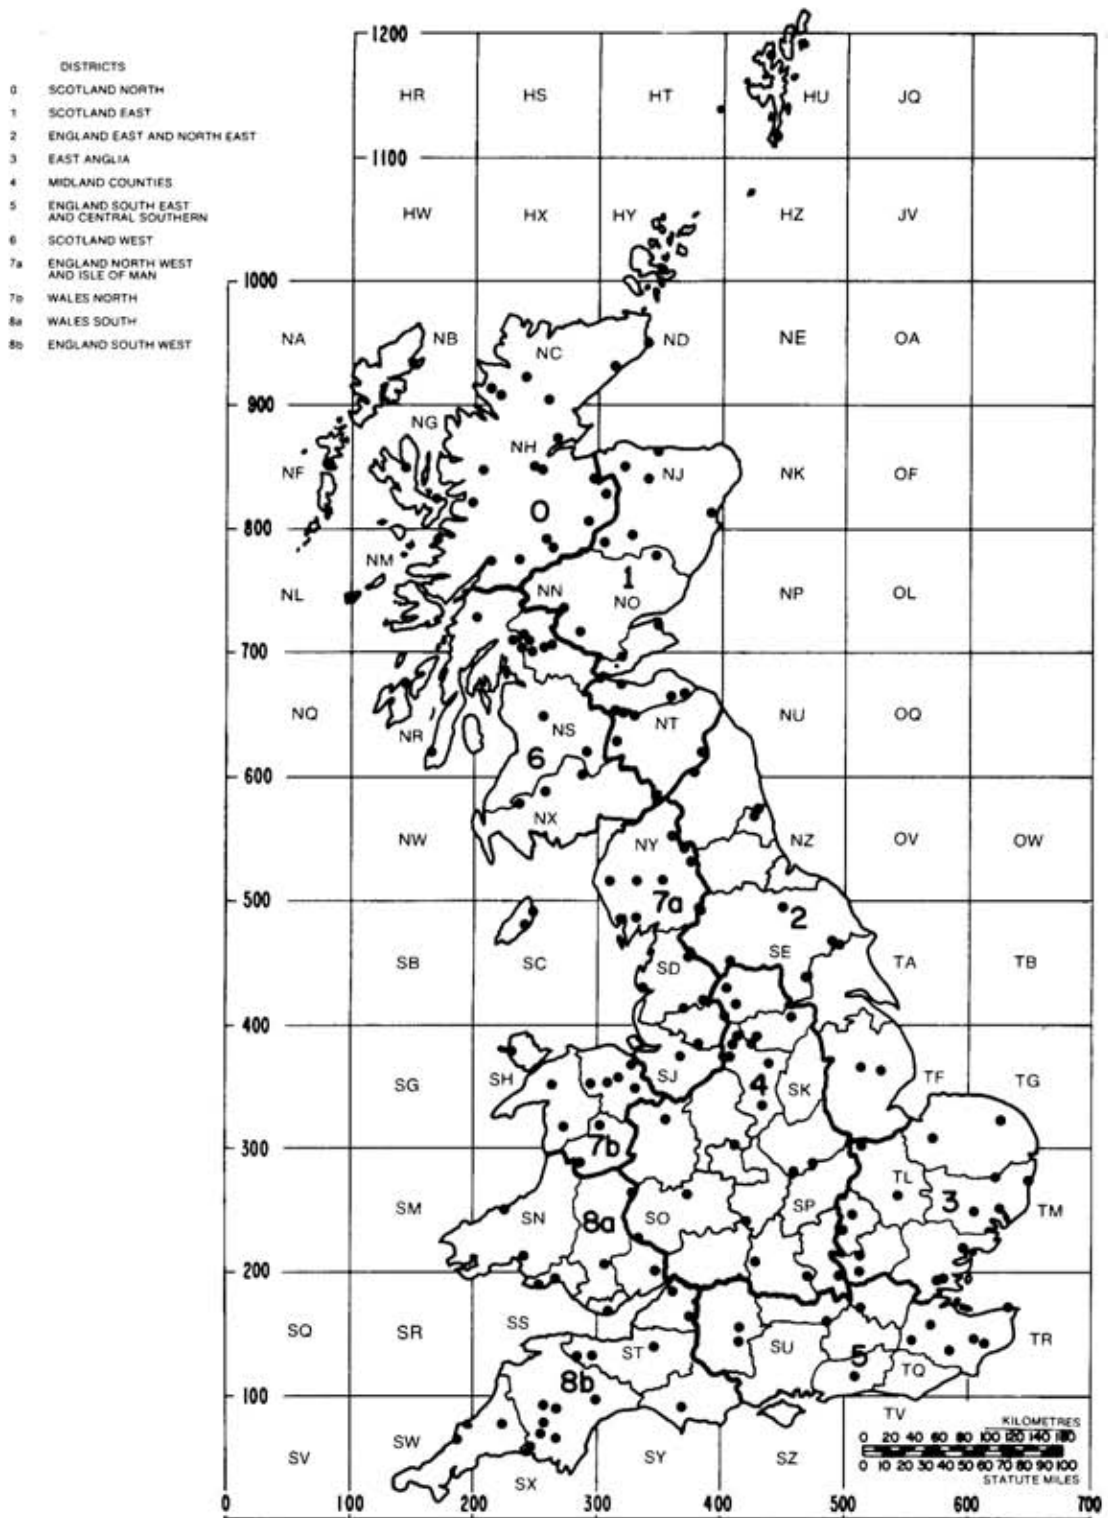 DISTRICTS
0 SCOTLAND NORTH
1 SCOTLAND EAST
2 ENGLAND EAST AND NORTH EAST
3 EAST ANGLIA
4 MIDLAND COUNTIES
5 ENGLAND SOUTH EAST
AND CENTRAL SOUTHERN
6 SCOTLAND WEST
7a ENGLAND NORTH WEST
AND ISLE OF MAN
7b WALES NORTH
8a WALES SOUTH
8b ENGLAND SOUTH WEST
1200
HR HS HT HU JQ
1100
HW HX HY HZ JV
1000
NA NB NC ND NE OA
900
NG
NF NH NJ NK OF
0
800
NM
NL NN 1 NO NP OL
700
NQ NR NS NT NU OQ
6
600
NW NX NY NZ OV OW
7a 2
500
SB SC SD SE TA TB
400
SG SH SJ 4 SK TF TG
7b
300
SM SN 8a SO SP TL 3 TM
200
SQ SR SS ST SU 5 TQ TR
8b
100
TV
SV SW SX SY SZ
KILOMETRES
0 20 40 60 80 100 120 140 160
0 10 20 30 40 50 60 70 80 90 100
STATUTE MILES
0 100 200 300 400 500 600 700